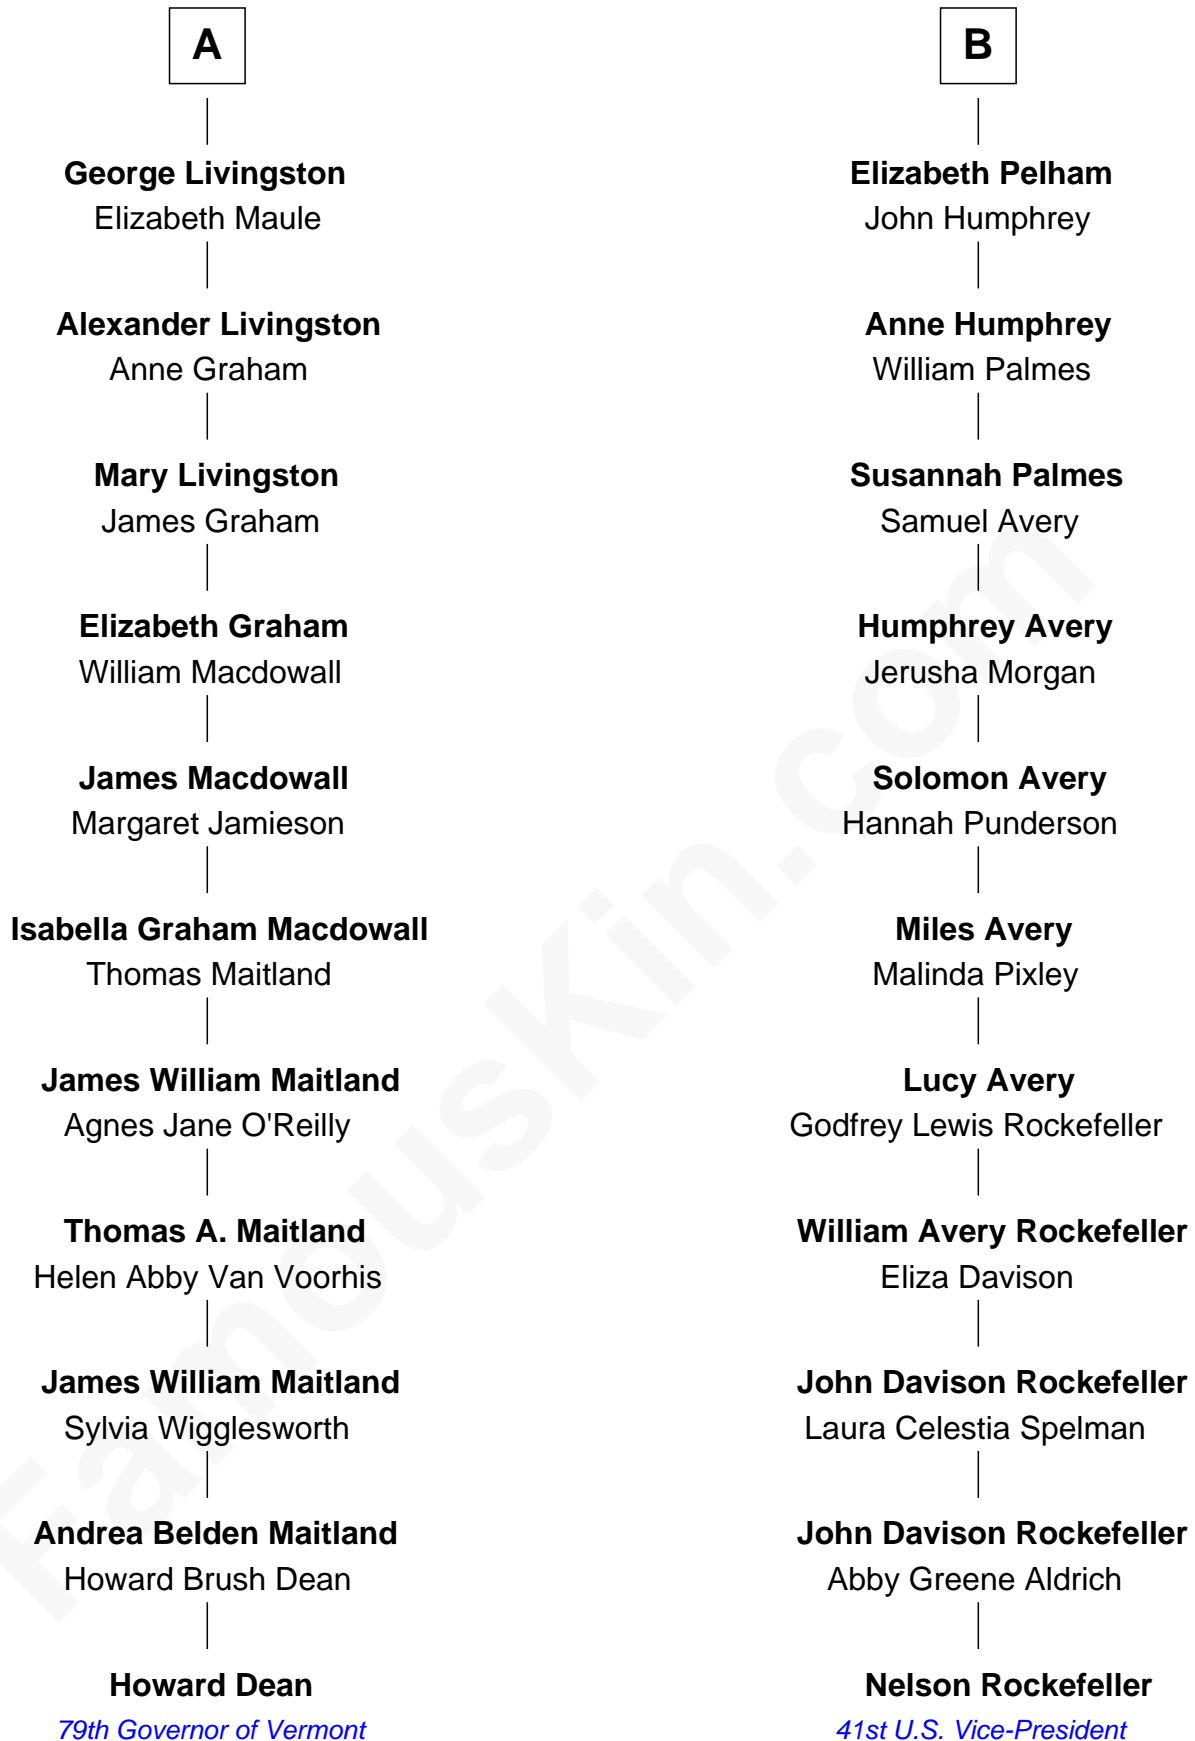 A
George Livingston
Elizabeth Maule
Alexander Livingston
Anne Graham
Mary Livingston
James Graham
Elizabeth Graham
William Macdowall
James Macdowall
Margaret Jamieson
Isabella Graham Macdowall
Thomas Maitland
James William Maitland
Agnes Jane O'Reilly
Thomas A. Maitland
Helen Abby Van Voorhis
James William Maitland
Sylvia Wigglesworth
Andrea Belden Maitland
Howard Brush Dean
Howard Dean
79th Governor of Vermont
B
Elizabeth Pelham
John Humphrey
Anne Humphrey
William Palmes
Susannah Palmes
Samuel Avery
Humphrey Avery
Jerusha Morgan
Solomon Avery
Hannah Punderson
Miles Avery
Malinda Pixley
Lucy Avery
Godfrey Lewis Rockefeller
William Avery Rockefeller
Eliza Davison
John Davison Rockefeller
Laura Celestia Spelman
John Davison Rockefeller
Abby Greene Aldrich
Nelson Rockefeller
41st U.S. Vice-President
FamousKin.com